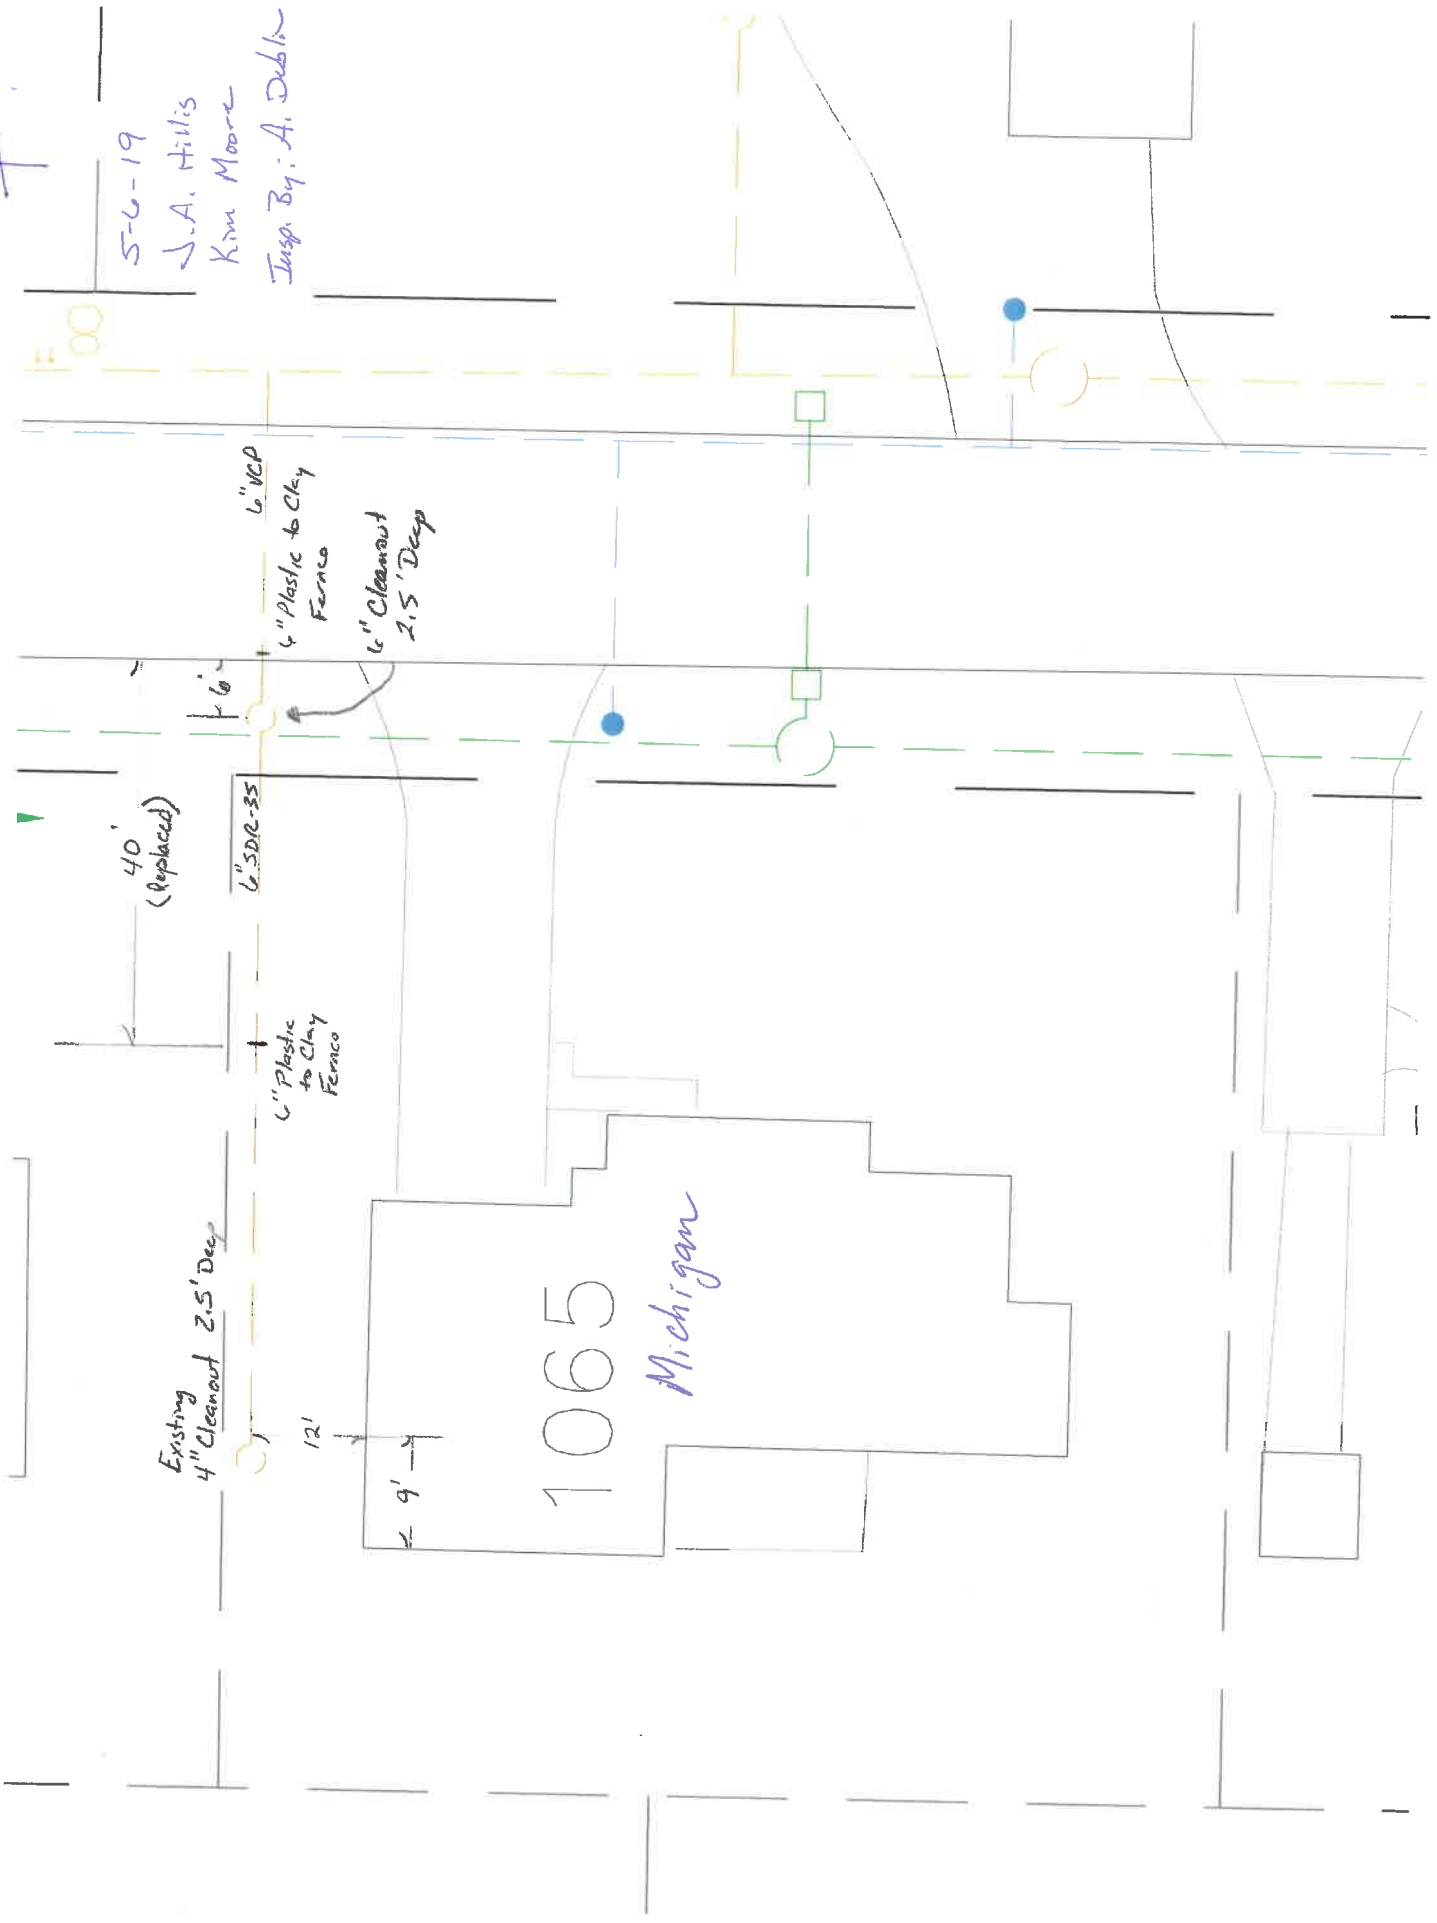 5-6-19
J.A. Hillis
Kim Moore
Insp. By: A. Deblin
8"
6" VCP
6" Plastic to Clay
Fernco
6" Cleanout
2.5' Deep
6'
40'
(Replaced)
6" SDR-35
6" Plastic
to Clay
Fernco
Existing
4" Cleanout 2.5' Deep
12'
9'
1065
Michigan